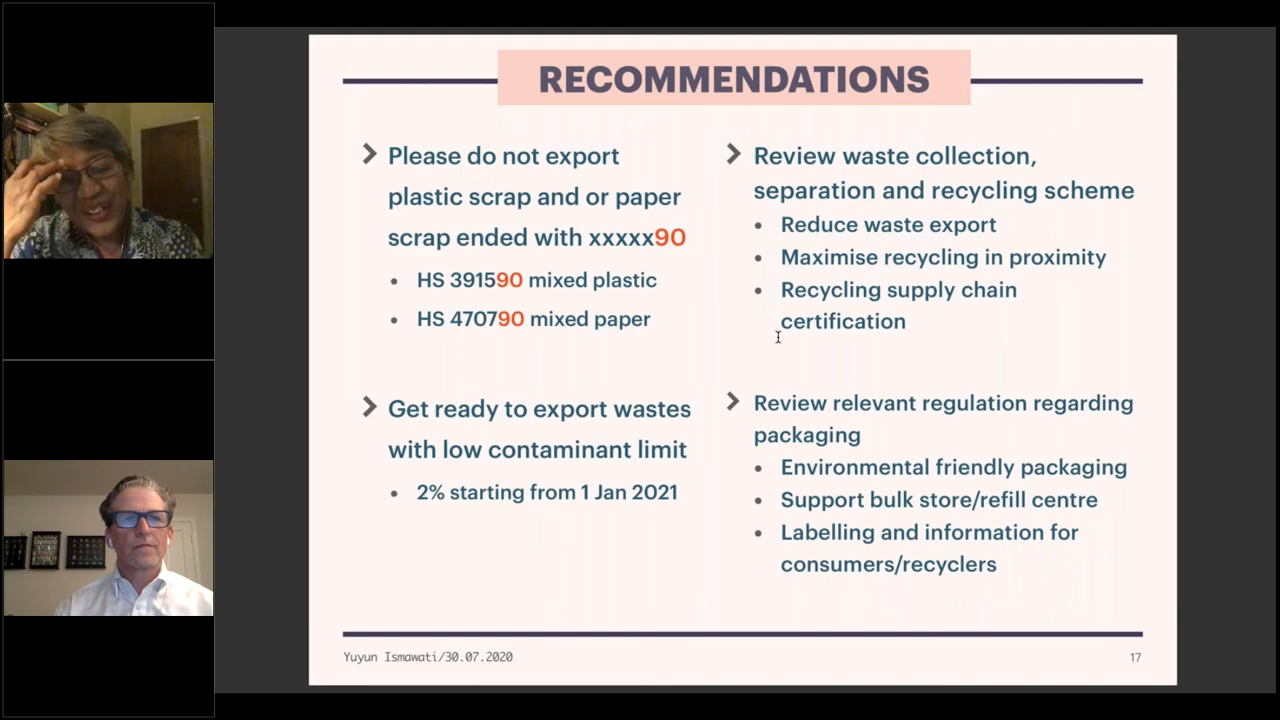 RECOMMENDATIONS
Please do not export
plastic scrap and or paper
scrap ended with xxxxx90
• HS 391590 mixed plastic
• HS 470790 mixed paper
Get ready to export wastes
with low contaminant limit
• 2% starting from 1 Jan 2021
Review waste collection,
separation and recycling scheme
• Reduce waste export
• Maximise recycling in proximity
• Recycling supply chain
certification
Review relevant regulation regarding
packaging
• Environmental friendly packaging
• Support bulk store/refill centre
• Labelling and information for
consumers/recyclers
Yuyun Ismawati/30.07.2020
17